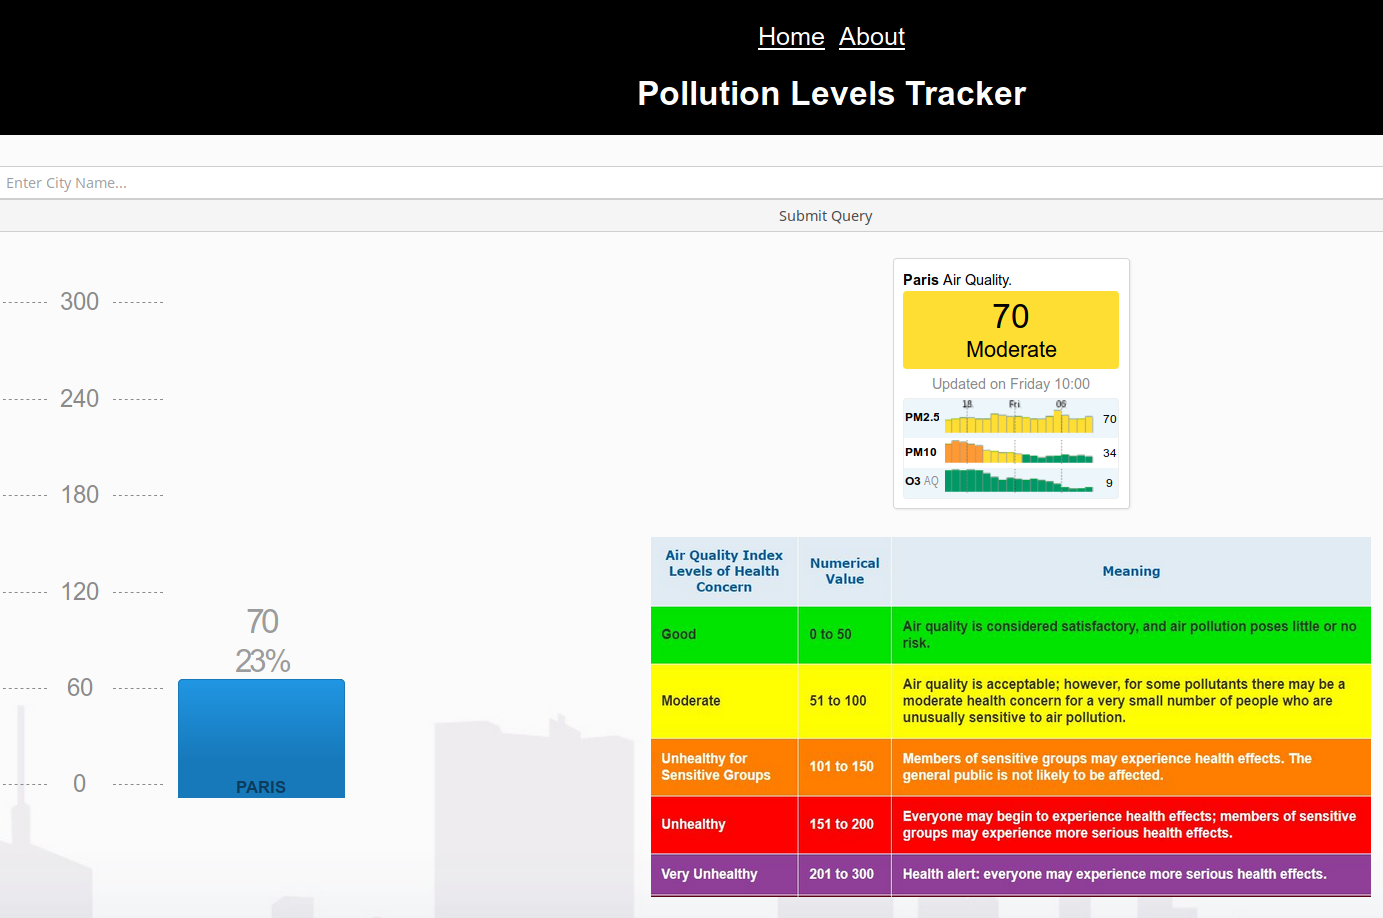 Home About
Pollution Levels Tracker
Enter City Name...
Submit Query
300
240
180
120
60
0
70
23%
PARIS
Paris Air Quality.
70
Moderate
Updated on Friday 10:00
18 Fri 06
PM2.5 70
PM10 34
O3 AQ 9
Air Quality Index
Levels of Health
Concern
Numerical
Value
Meaning
Good
0 to 50
Air quality is considered satisfactory, and air pollution poses little or no
risk.
Moderate
51 to 100
Air quality is acceptable; however, for some pollutants there may be a
moderate health concern for a very small number of people who are
unusually sensitive to air pollution.
Unhealthy for
Sensitive Groups
101 to 150
Members of sensitive groups may experience health effects. The
general public is not likely to be affected.
Unhealthy
151 to 200
Everyone may begin to experience health effects; members of sensitive
groups may experience more serious health effects.
Very Unhealthy
201 to 300
Health alert: everyone may experience more serious health effects.